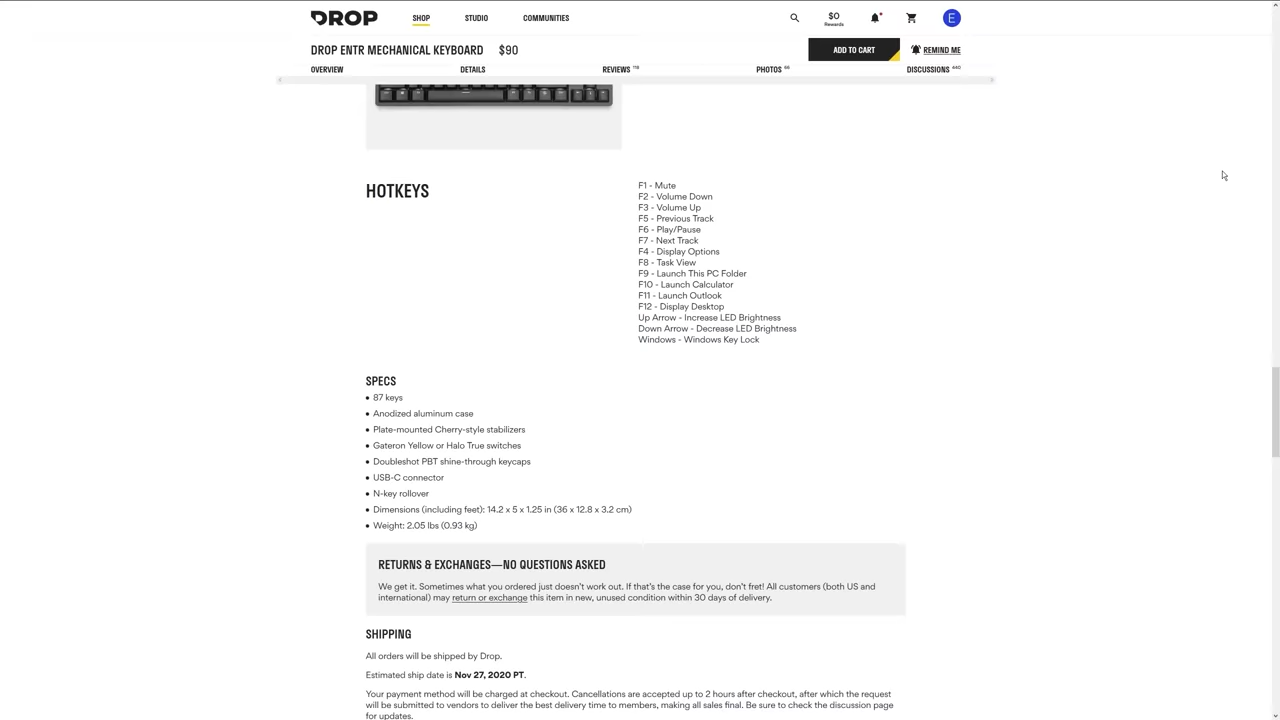 DROP
SHOP
STUDIO
COMMUNITIES
$0
Rewards
E
DROP ENTR MECHANICAL KEYBOARD $90
ADD TO CART
REMIND ME
OVERVIEW
DETAILS
REVIEWS 118
PHOTOS 66
DISCUSSIONS 440
HOTKEYS
F1 - Mute
F2 - Volume Down
F3 - Volume Up
F5 - Previous Track
F6 - Play/Pause
F7 - Next Track
F4 - Display Options
F8 - Task View
F9 - Launch This PC Folder
F10 - Launch Calculator
F11 - Launch Outlook
F12 - Display Desktop
Up Arrow - Increase LED Brightness
Down Arrow - Decrease LED Brightness
Windows - Windows Key Lock
SPECS
• 87 keys
• Anodized aluminum case
• Plate-mounted Cherry-style stabilizers
• Gateron Yellow or Halo True switches
• Doubleshot PBT shine-through keycaps
• USB-C connector
• N-key rollover
• Dimensions (including feet): 14.2 x 5 x 1.25 in (36 x 12.8 x 3.2 cm)
• Weight: 2.05 lbs (0.93 kg)
RETURNS & EXCHANGES—NO QUESTIONS ASKED
We get it. Sometimes what you ordered just doesn't work out. If that's the case for you, don't fret! All customers (both US and
international) may return or exchange this item in new, unused condition within 30 days of delivery.
SHIPPING
All orders will be shipped by Drop.
Estimated ship date is Nov 27, 2020 PT.
Your payment method will be charged at checkout. Cancellations are accepted up to 2 hours after checkout, after which the request
will be submitted to vendors to deliver the best delivery time to members, making all sales final. Be sure to check the discussion page
for updates.